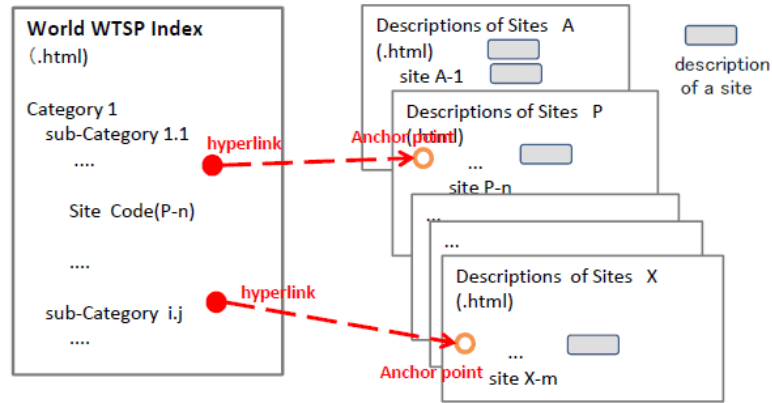 World WTSP Index
(.html)
Category 1
sub-Category 1.1
....
Site Code(P-n)
....
sub-Category i.j
....
hyperlink
hyperlink
Descriptions of Sites A
(.html)
site A-1
Descriptions of Sites P
(.html)
Anchor point
...
site P-n
...
...
Descriptions of Sites X
(.html)
...
Anchor point
site X-m
description
of a site